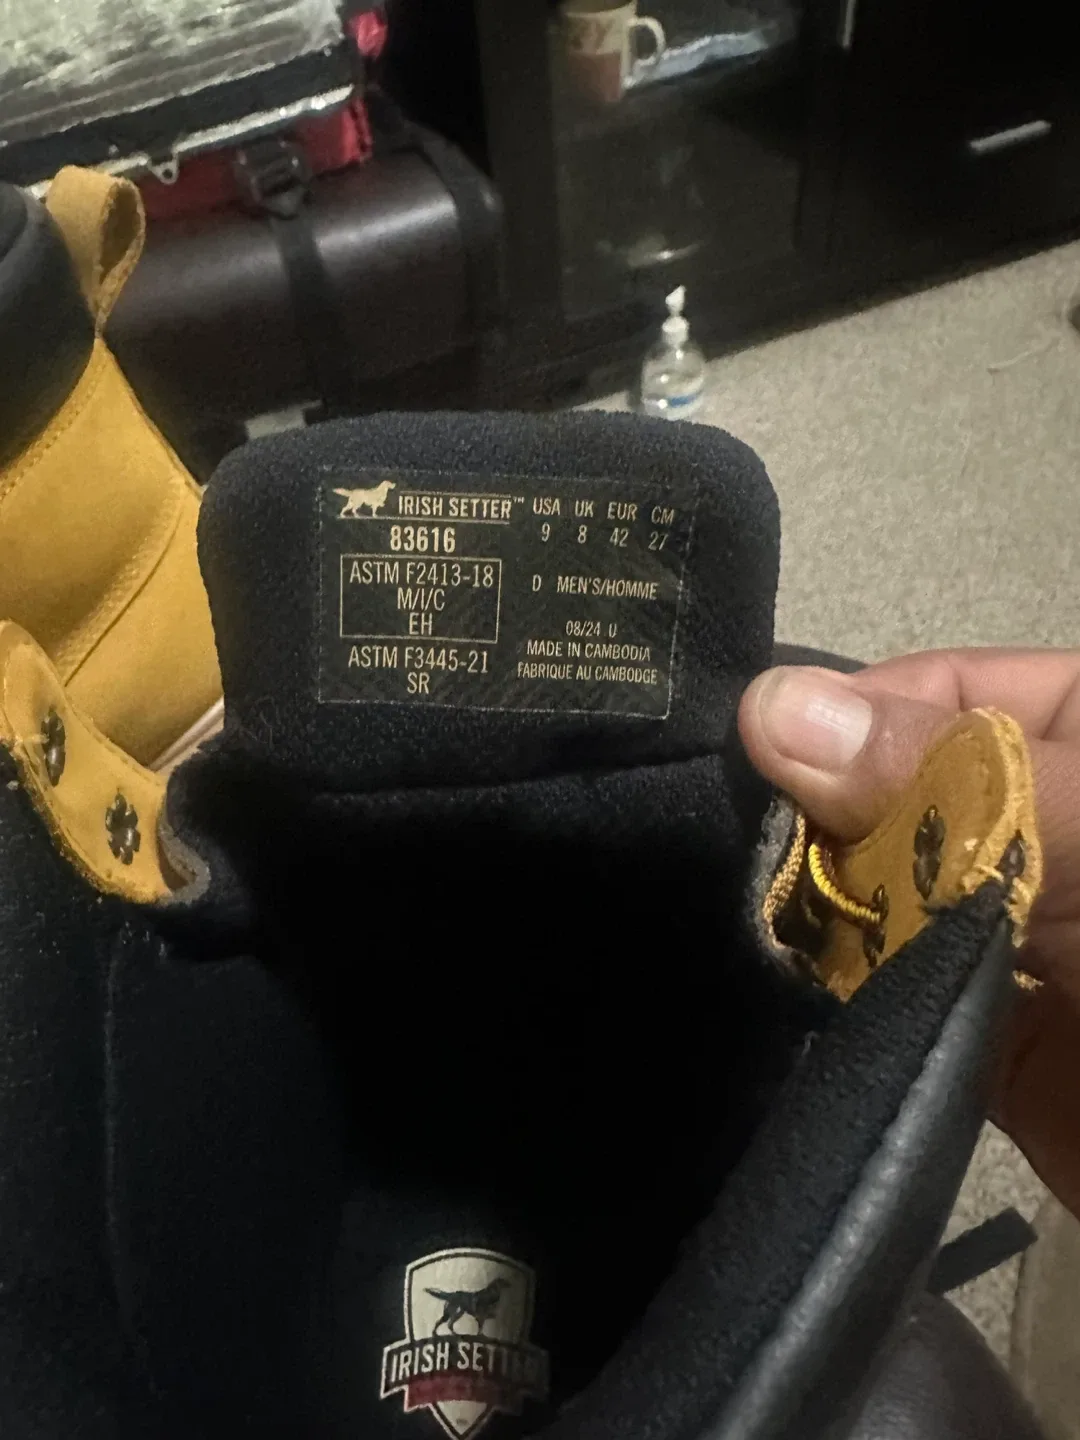 IRISH SETTER™
83616
ASTM F2413-18
M/I/C
EH
ASTM F3445-21
SR
USA UK EUR CM
9 8 42 27
D MEN'S/HOMME
08/24 U
MADE IN CAMBODIA
FABRIQUE AU CAMBODGE
IRISH SETTER